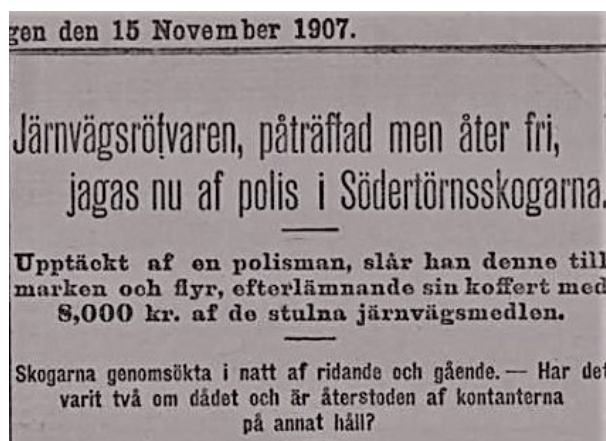 gen den 15 November 1907.
Järnvägsröfvaren, påträffad men åter fri,
jagas nu af polis i Södertörnsskogarna.
Upptäckt af en polisman, slår han denne till
marken och flyr, efterlämnande sin koffert med
8,000 kr. af de stulna järnvägsmedlen.
Skogarna genomsökta i natt af ridande och gående. — Har det
varit två om dådet och är återstoden af kontanterna
på annat håll?